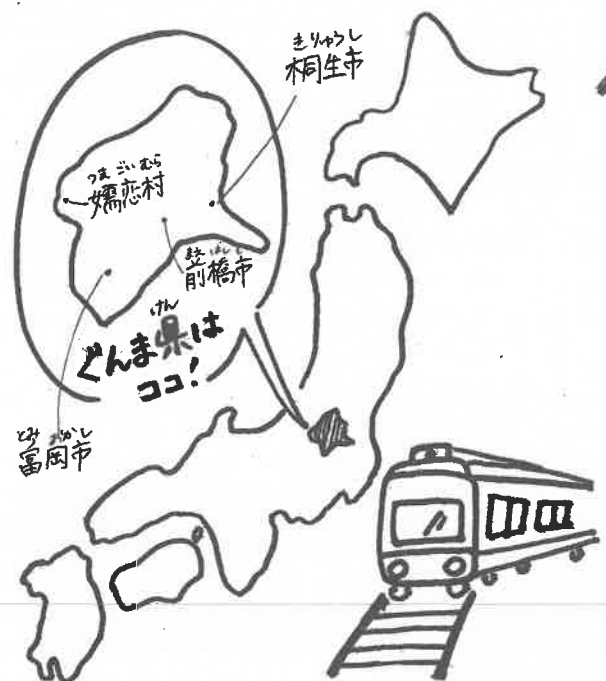 きりゅうし
桐生市
つまごいむら
嬬恋村
まえばしし
前橋市
けん
ぐんま県は
ココ!
とみおかし
富岡市